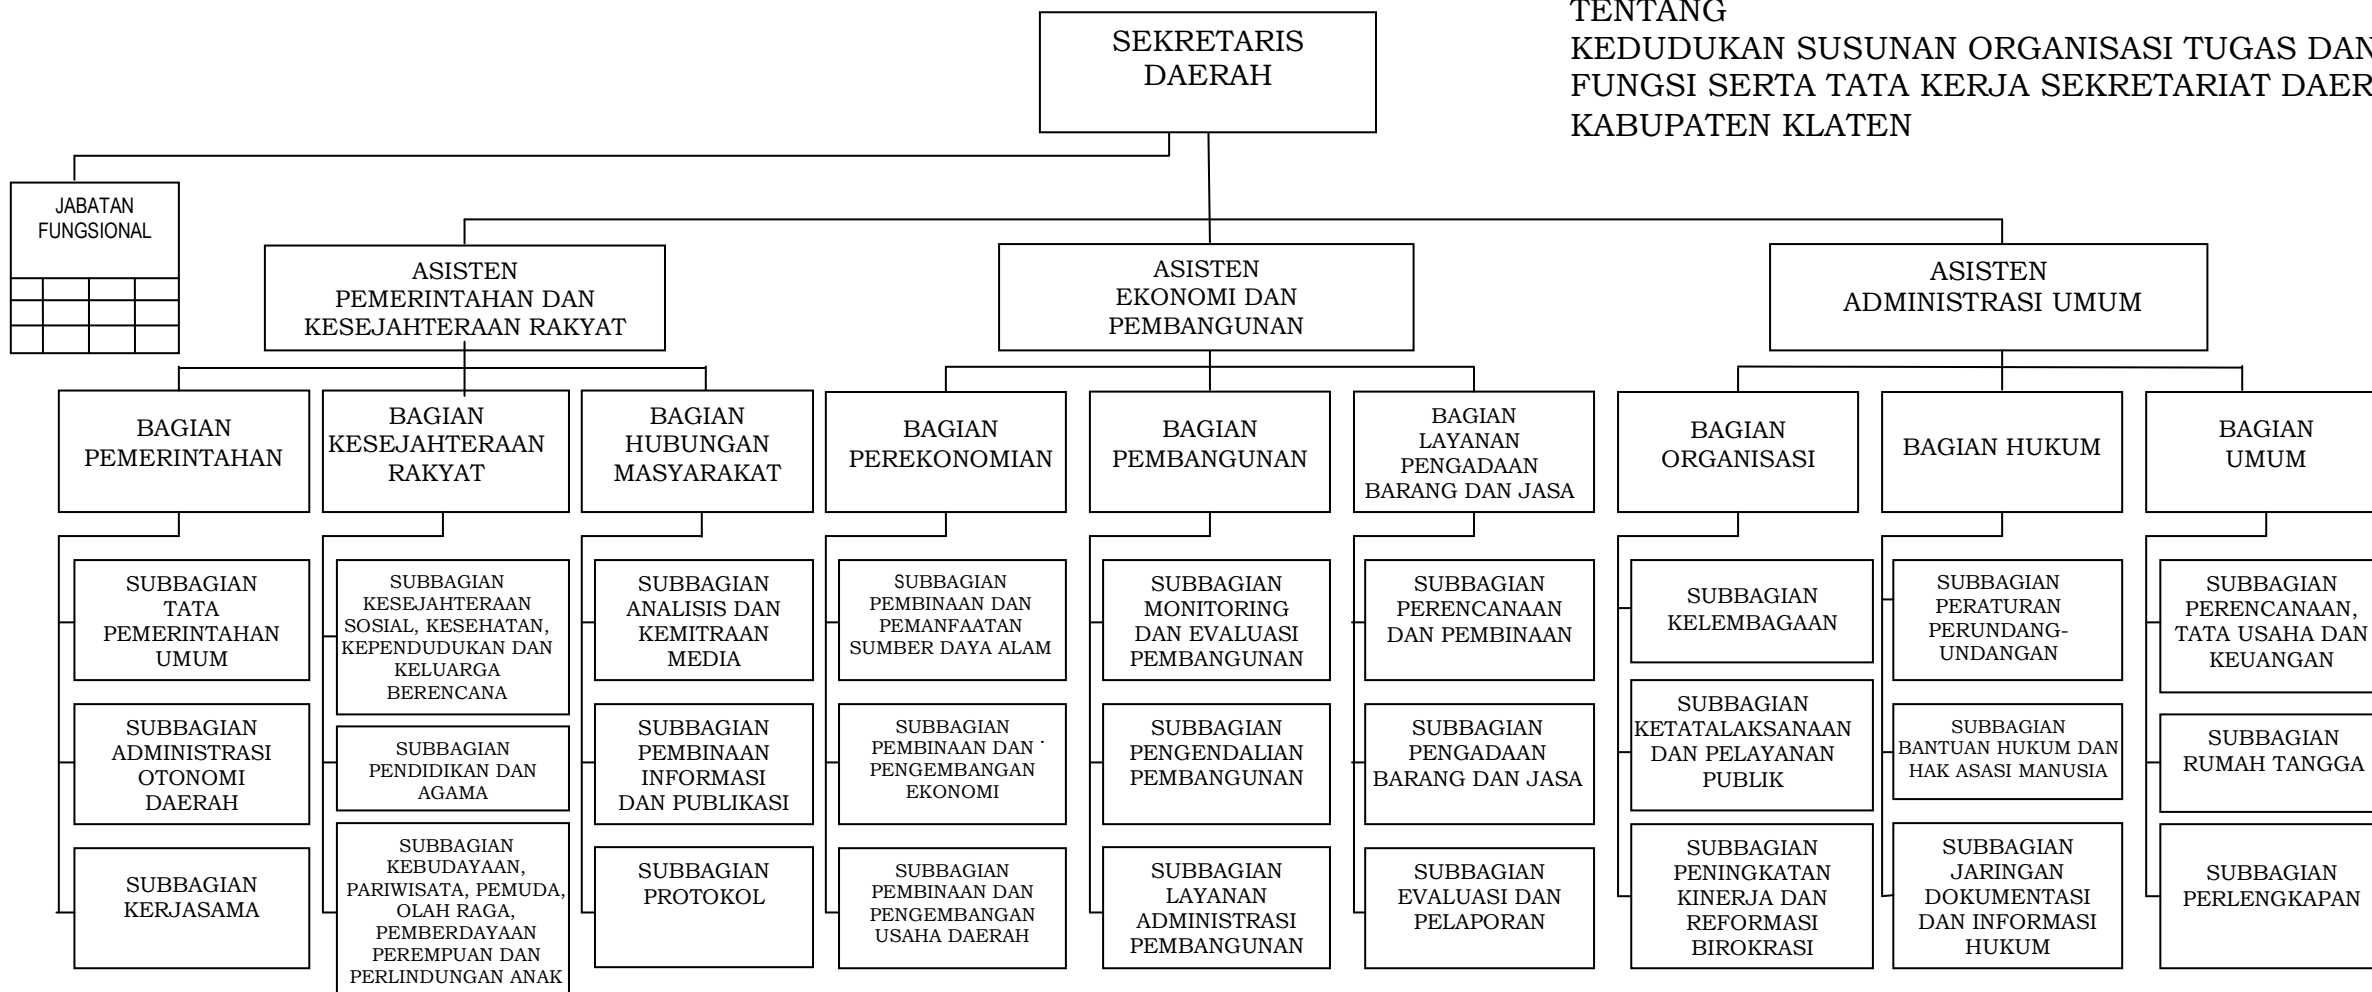 TENTANG
KEDUDUKAN SUSUNAN ORGANISASI TUGAS DAN
FUNGSI SERTA TATA KERJA SEKRETARIAT DAER
KABUPATEN KLATEN
SEKRETARIS
DAERAH
JABATAN
FUNGSIONAL
ASISTEN
PEMERINTAHAN DAN
KESEJAHTERAAN RAKYAT
ASISTEN
EKONOMI DAN
PEMBANGUNAN
ASISTEN
ADMINISTRASI UMUM
BAGIAN
PEMERINTAHAN
BAGIAN
KESEJAHTERAAN
RAKYAT
BAGIAN
HUBUNGAN
MASYARAKAT
BAGIAN
PEREKONOMIAN
BAGIAN
PEMBANGUNAN
BAGIAN
LAYANAN
PENGADAAN
BARANG DAN JASA
BAGIAN
ORGANISASI
BAGIAN HUKUM
BAGIAN
UMUM
SUBBAGIAN
TATA
PEMERINTAHAN
UMUM
SUBBAGIAN
KESEJAHTERAAN
SOSIAL, KESEHATAN,
KEPENDUDUKAN DAN
KELUARGA
BERENCANA
SUBBAGIAN
ANALISIS DAN
KEMITRAAN
MEDIA
SUBBAGIAN
PEMBINAAN DAN
PEMANFAATAN
SUMBER DAYA ALAM
SUBBAGIAN
MONITORING
DAN EVALUASI
PEMBANGUNAN
SUBBAGIAN
PERENCANAAN
DAN PEMBINAAN
SUBBAGIAN
KELEMBAGAAN
SUBBAGIAN
PERATURAN
PERUNDANG-
UNDANGAN
SUBBAGIAN
PERENCANAAN,
TATA USAHA DAN
KEUANGAN
SUBBAGIAN
ADMINISTRASI
OTONOMI
DAERAH
SUBBAGIAN
PENDIDIKAN DAN
AGAMA
SUBBAGIAN
PEMBINAAN
INFORMASI
DAN PUBLIKASI
SUBBAGIAN
PEMBINAAN DAN
PENGEMBANGAN
EKONOMI
SUBBAGIAN
PENGENDALIAN
PEMBANGUNAN
SUBBAGIAN
PENGADAAN
BARANG DAN JASA
SUBBAGIAN
KETATALAKSANAAN
DAN PELAYANAN
PUBLIK
SUBBAGIAN
BANTUAN HUKUM DAN
HAK ASASI MANUSIA
SUBBAGIAN
RUMAH TANGGA
SUBBAGIAN
KERJASAMA
SUBBAGIAN
KEBUDAYAAN,
PARIWISATA, PEMUDA,
OLAH RAGA,
PEMBERDAYAAN
PEREMPUAN DAN
PERLINDUNGAN ANAK
SUBBAGIAN
PROTOKOL
SUBBAGIAN
PEMBINAAN DAN
PENGEMBANGAN
USAHA DAERAH
SUBBAGIAN
LAYANAN
ADMINISTRASI
PEMBANGUNAN
SUBBAGIAN
EVALUASI DAN
PELAPORAN
SUBBAGIAN
PENINGKATAN
KINERJA DAN
REFORMASI
BIROKRASI
SUBBAGIAN
JARINGAN
DOKUMENTASI
DAN INFORMASI
HUKUM
SUBBAGIAN
PERLENGKAPAN